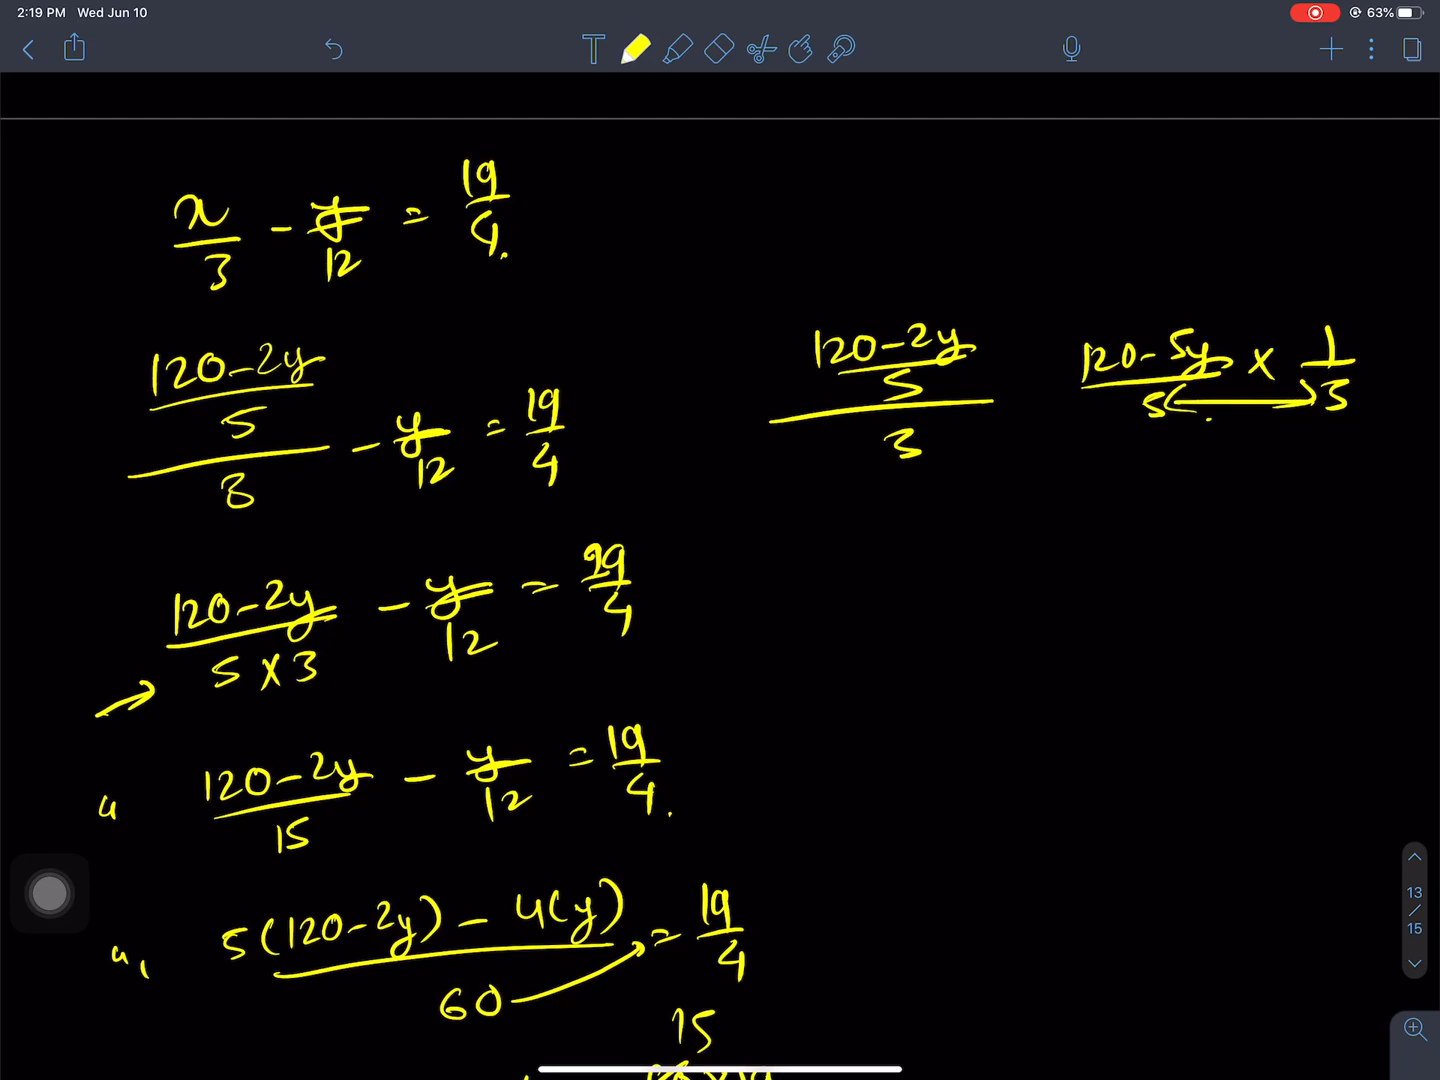 2:19 PM Wed Jun 10
63%
x/3 - y/12 = 19/4.
((120-2y)/5)/3 - y/12 = 19/4
((120-2y)/5)/3
(120-5y)/5 × 1/3
(120-2y)/(5×3) - y/12 = 19/4
(120-2y)/15 - y/12 = 19/4.
(5(120-2y) - 4(y))/60 = 19/4
15
13
/
15